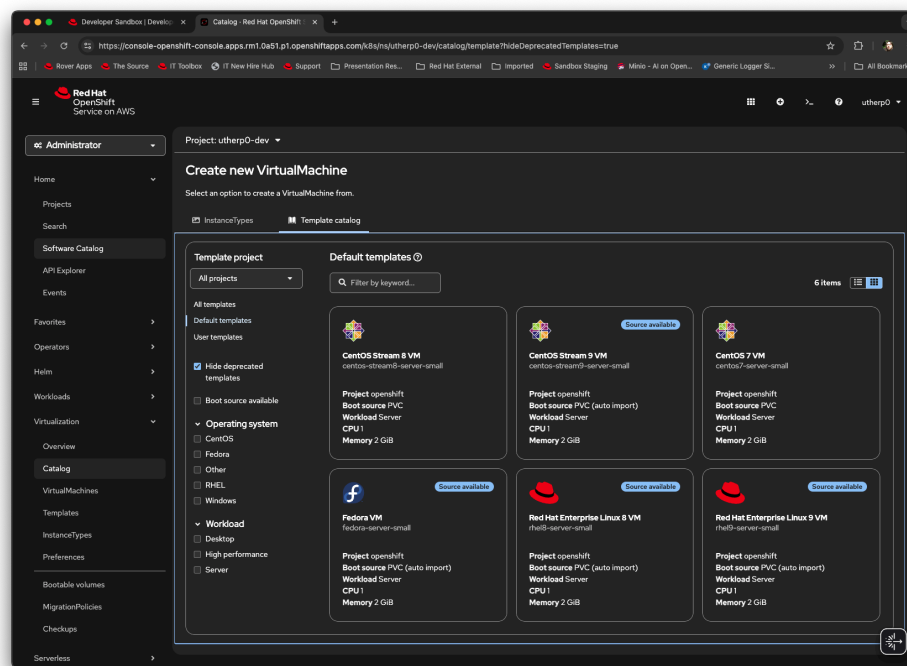 Developer Sandbox | Develop
Catalog · Red Hat OpenShift
https://console-openshift-console.apps.rm1.0a51.p1.openshiftapps.com/k8s/ns/utherp0-dev/catalog/template?hideDeprecatedTemplates=true
Rover Apps
The Source
IT Toolbox
IT New Hire Hub
Support
Presentation Res...
Red Hat External
Imported
Sandbox Staging
Minio - AI on Open...
Generic Logger Si...
All Bookmark
Red Hat
OpenShift
Service on AWS
utherp0
Administrator
Home
Projects
Search
Software Catalog
API Explorer
Events
Favorites
Operators
Helm
Workloads
Virtualization
Overview
Catalog
VirtualMachines
Templates
InstanceTypes
Preferences
Bootable volumes
MigrationPolicies
Checkups
Serverless
Project: utherp0-dev
Create new VirtualMachine
Select an option to create a VirtualMachine from.
InstanceTypes
Template catalog
Template project
All projects
All templates
Default templates
User templates
Hide deprecated
templates
Boot source available
Operating system
CentOS
Fedora
Other
RHEL
Windows
Workload
Desktop
High performance
Server
Default templates
Filter by keyword...
6 items
CentOS Stream 8 VM
centos-stream8-server-small
Project openshift
Boot source PVC
Workload Server
CPU 1
Memory 2 GiB
Source available
CentOS Stream 9 VM
centos-stream9-server-small
Project openshift
Boot source PVC (auto import)
Workload Server
CPU 1
Memory 2 GiB
CentOS 7 VM
centos7-server-small
Project openshift
Boot source PVC
Workload Server
CPU 1
Memory 2 GiB
Source available
Fedora VM
fedora-server-small
Project openshift
Boot source PVC (auto import)
Workload Server
CPU 1
Memory 2 GiB
Source available
Red Hat Enterprise Linux 8 VM
rhel8-server-small
Project openshift
Boot source PVC (auto import)
Workload Server
CPU 1
Memory 2 GiB
Source available
Red Hat Enterprise Linux 9 VM
rhel9-server-small
Project openshift
Boot source PVC (auto import)
Workload Server
CPU 1
Memory 2 GiB